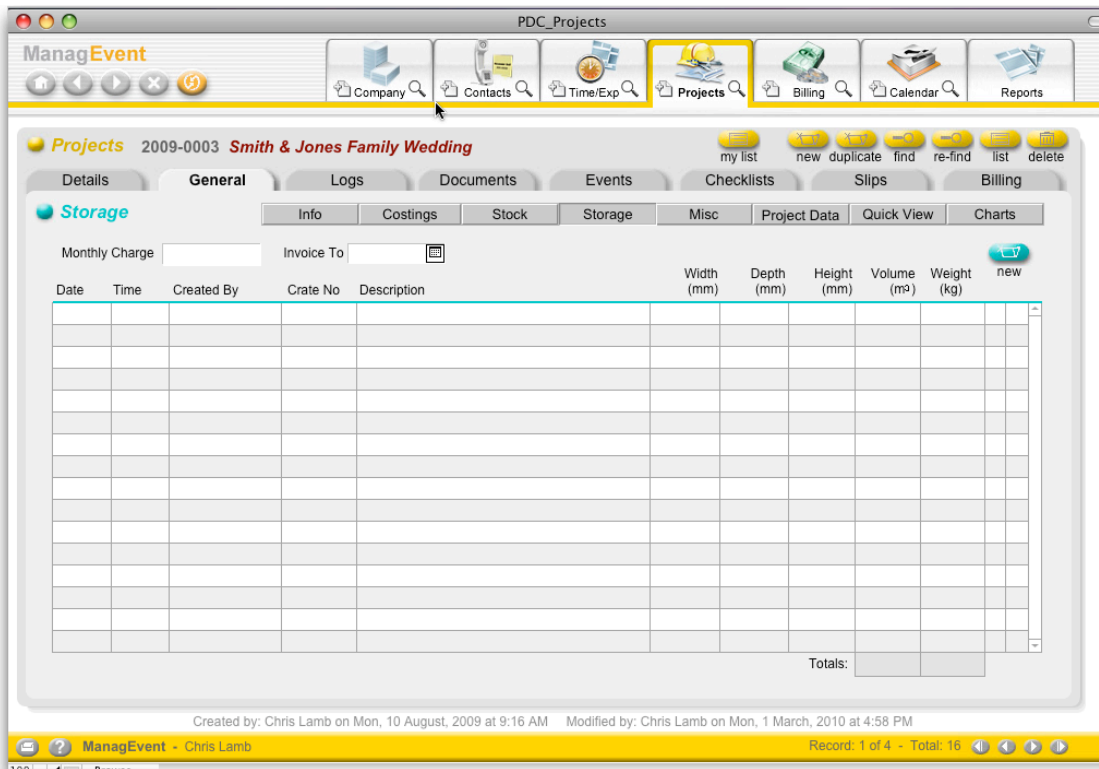 PDC_Projects
ManagEvent
Company Contacts Time/Exp Projects Billing Calendar Reports
Projects 2009-0003 Smith & Jones Family Wedding
my list new duplicate find re-find list delete
Details General Logs Documents Events Checklists Slips Billing
Storage Info Costings Stock Storage Misc Project Data Quick View Charts
Monthly Charge Invoice To
new
Width Depth Height Volume Weight
Date Time Created By Crate No Description (mm) (mm) (mm) (m³) (kg)
Totals:
Created by: Chris Lamb on Mon, 10 August, 2009 at 9:16 AM Modified by: Chris Lamb on Mon, 1 March, 2010 at 4:58 PM
? ManagEvent - Chris Lamb Record: 1 of 4 - Total: 16